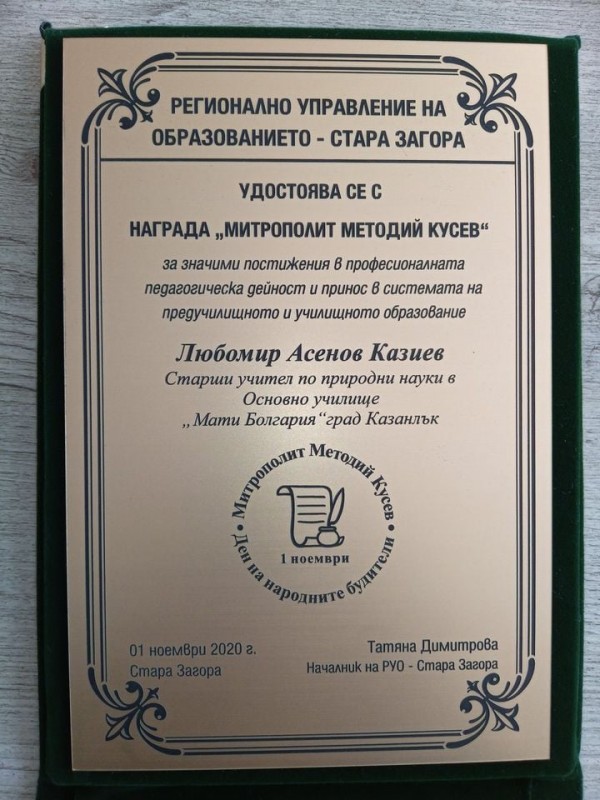 РЕГИОНАЛНО УПРАВЛЕНИЕ НА
ОБРАЗОВАНИЕТО - СТАРА ЗАГОРА
УДОСТОЯВА СЕ С
НАГРАДА „МИТРОПОЛИТ МЕТОДИЙ КУСЕВ“
за значими постижения в професионалната
педагогическа дейност и принос в системата на
предучилищното и училищното образование
Любомир Асенов Казиев
Старши учител по природни науки в
Основно училище
„Мати Болгария“град Казанлък
Митрополит Методий Кусев
1 ноември
Ден на народните будители
01 ноември 2020 г.
Стара Загора
Татяна Димитрова
Началник на РУО - Стара Загора